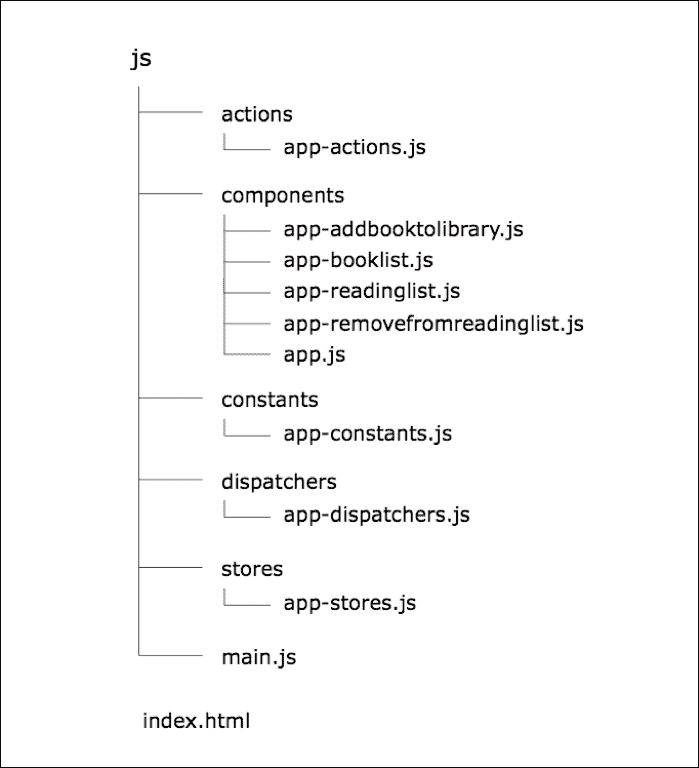 js
actions
app-actions.js
components
app-addbooktolibrary.js
app-booklist.js
app-readinglist.js
app-removefromreadinglist.js
app.js
constants
app-constants.js
dispatchers
app-dispatchers.js
stores
app-stores.js
main.js
index.html